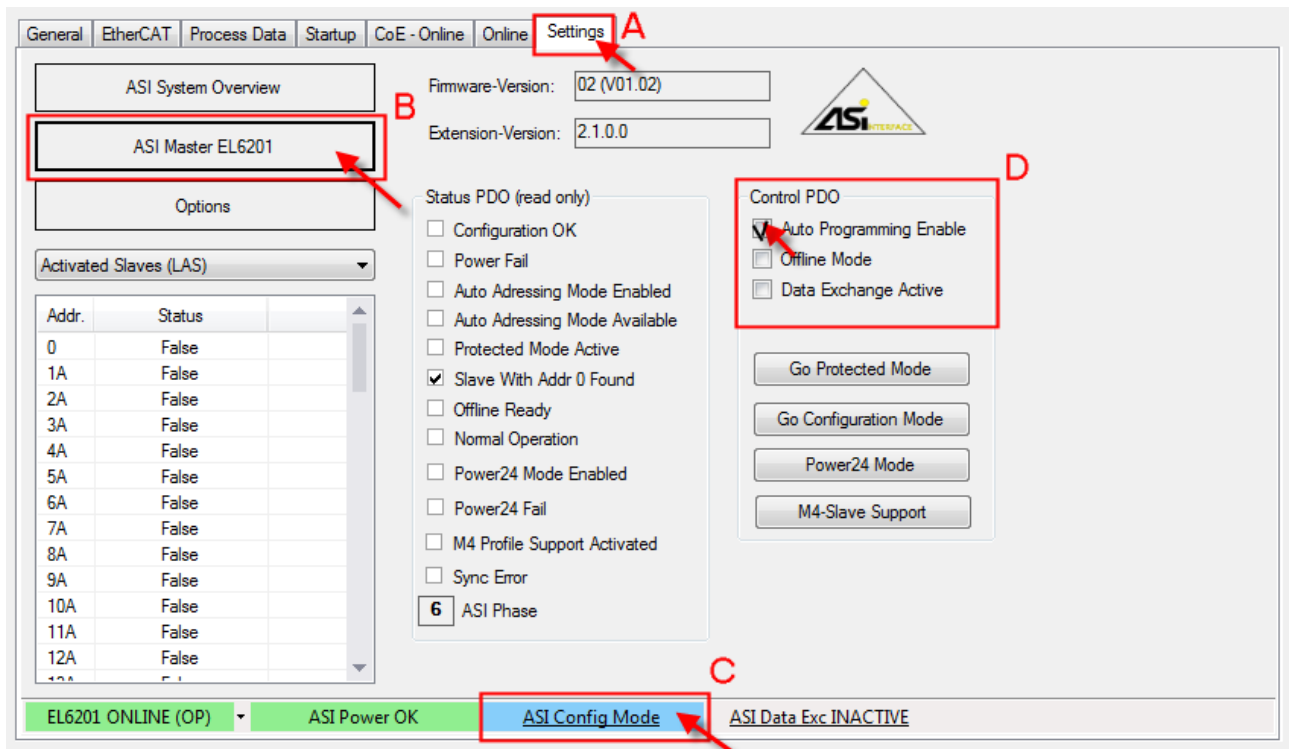 General EtherCAT Process Data Startup CoE - Online Online Settings A
ASI System Overview
B
ASI Master EL6201
Options
Activated Slaves (LAS)
Addr. Status
0 False
1A False
2A False
3A False
4A False
5A False
6A False
7A False
8A False
9A False
10A False
11A False
12A False
Firmware-Version: 02 (V01.02)
Extension-Version: 2.1.0.0
ASi INTERFACE
Status PDO (read only)
Configuration OK
Power Fail
Auto Adressing Mode Enabled
Auto Adressing Mode Available
Protected Mode Active
Slave With Addr 0 Found
Offline Ready
Normal Operation
Power24 Mode Enabled
Power24 Fail
M4 Profile Support Activated
Sync Error
6 ASI Phase
D
Control PDO
Auto Programming Enable
Offline Mode
Data Exchange Active
Go Protected Mode
Go Configuration Mode
Power24 Mode
M4-Slave Support
C
EL6201 ONLINE (OP) ASI Power OK ASI Config Mode ASI Data Exc INACTIVE